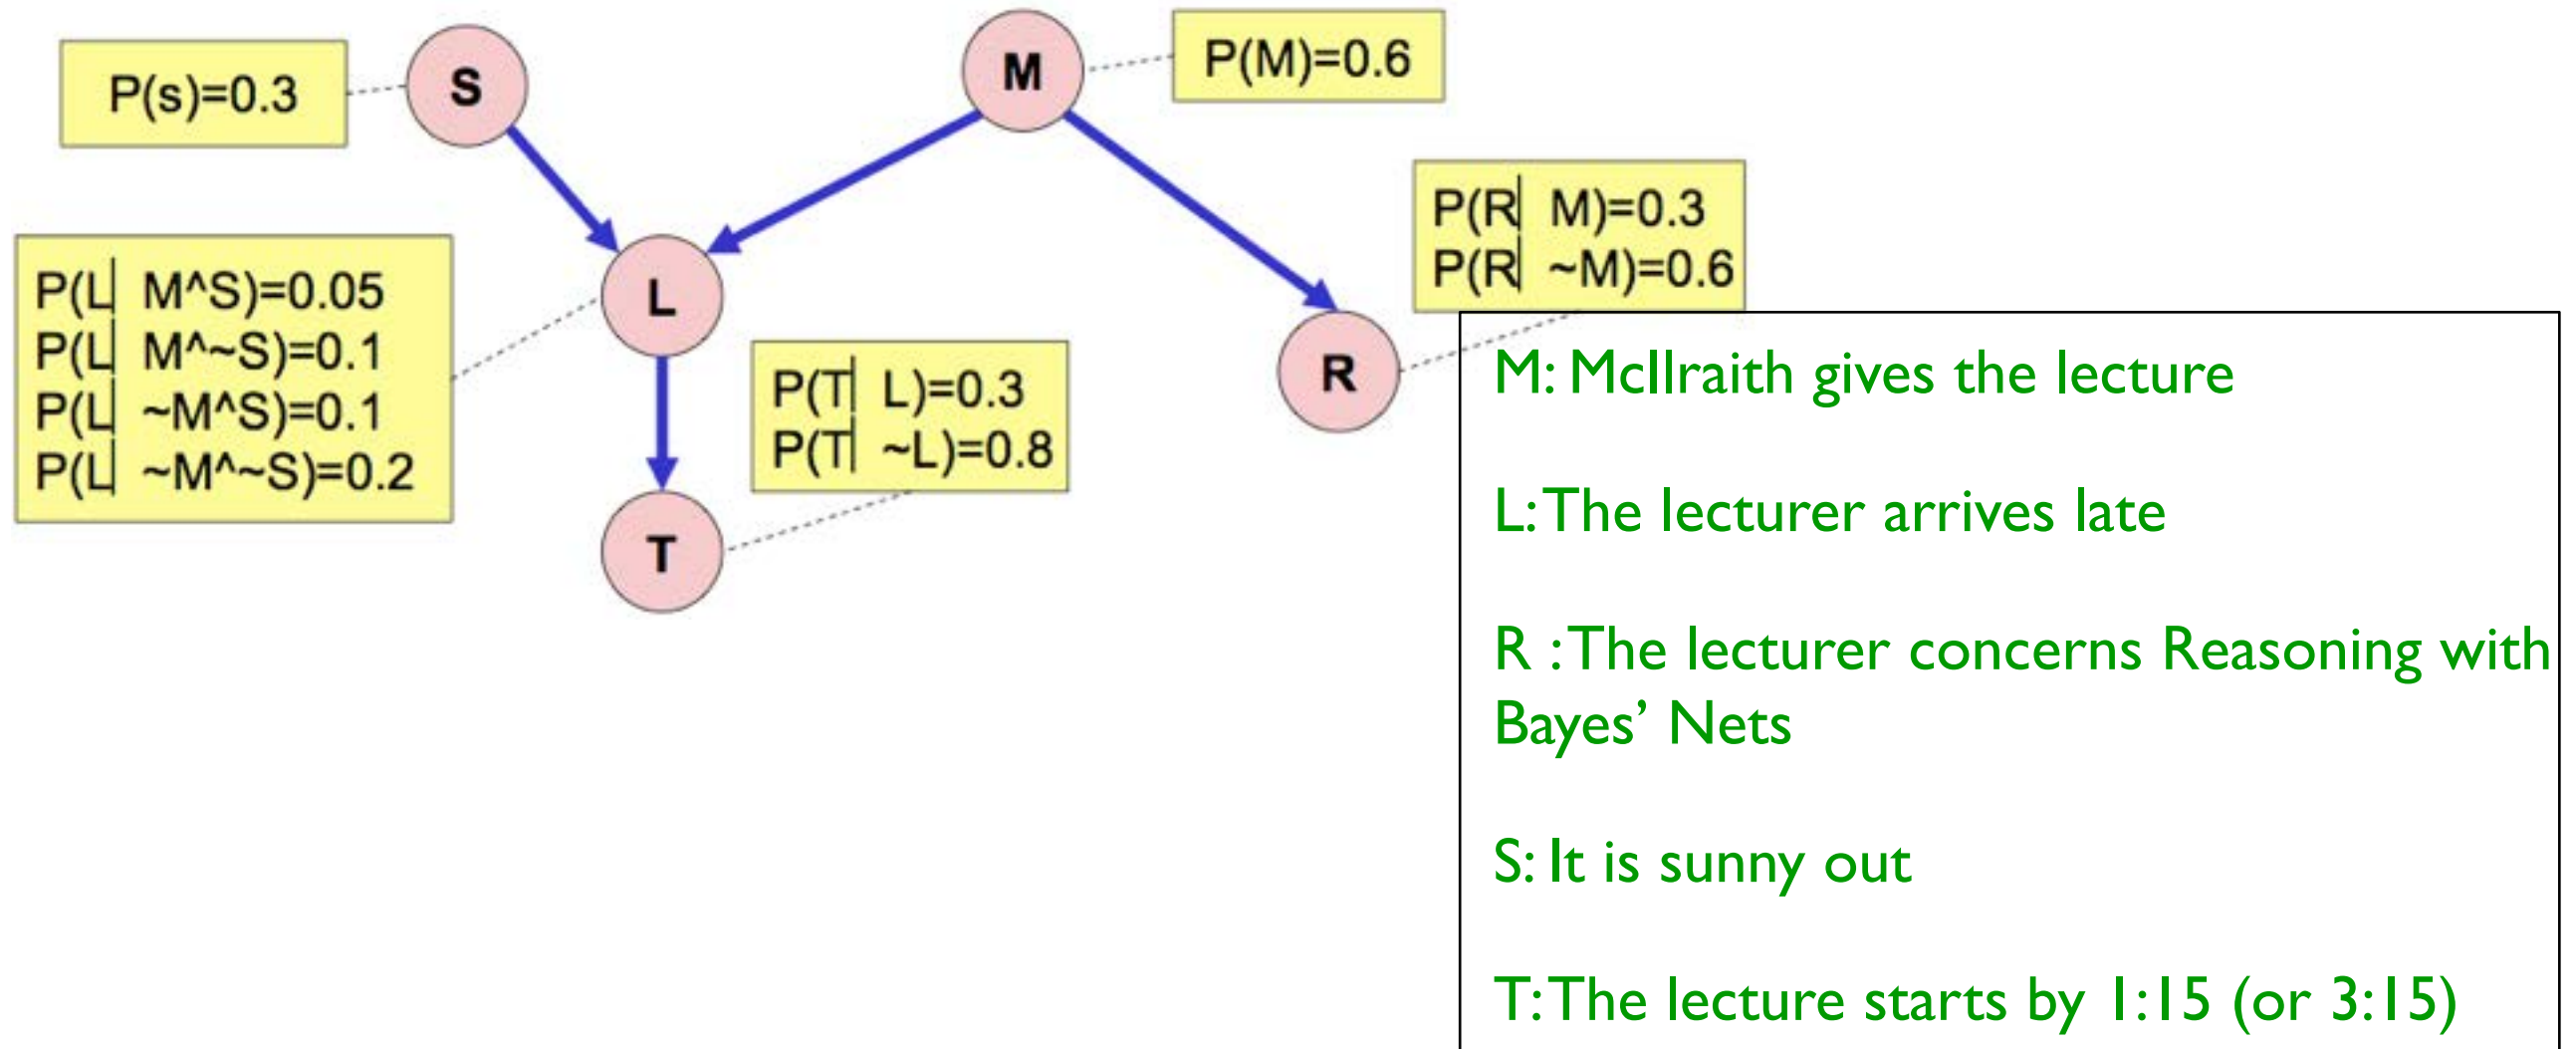 P(s)=0.3
S
M
P(M)=0.6
P(R| M)=0.3
P(R| ~M)=0.6
P(L| M^S)=0.05
P(L| M^~S)=0.1
P(L| ~M^S)=0.1
P(L| ~M^~S)=0.2
L
P(T| L)=0.3
P(T| ~L)=0.8
R
T
M: McIlraith gives the lecture
L: The lecturer arrives late
R : The lecturer concerns Reasoning with
Bayes’ Nets
S: It is sunny out
T: The lecture starts by 1:15 (or 3:15)